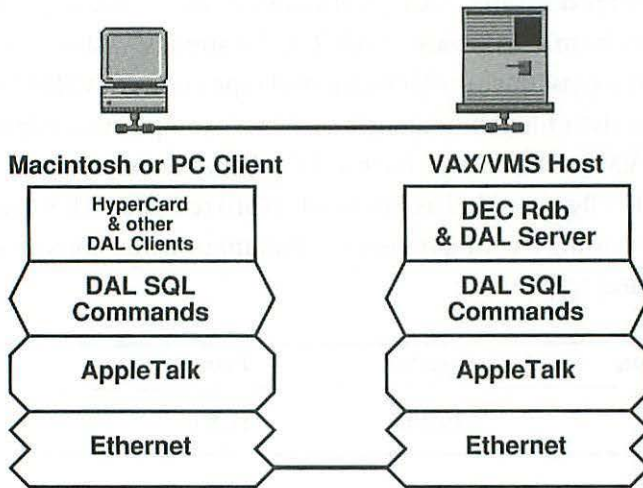 Macintosh or PC Client
VAX/VMS Host
HyperCard
& other
DAL Clients
DEC Rdb
& DAL Server
DAL SQL
Commands
DAL SQL
Commands
AppleTalk
AppleTalk
Ethernet
Ethernet